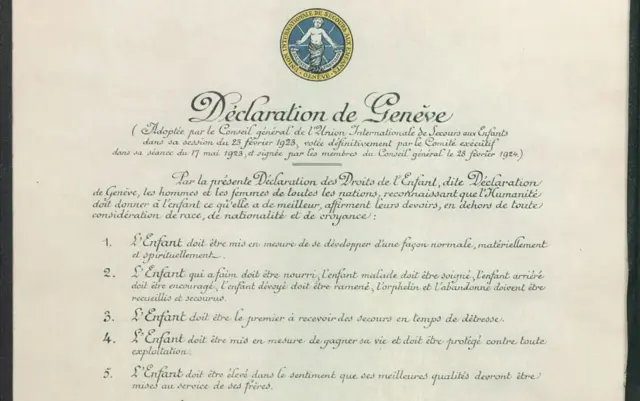 UNION INTERNATIONALE DE SECOURS AUX ENFANTS
· GENÈVE ·
Déclaration de Genève
(Adoptée par le Conseil général de l'Union Internationale de Secours aux Enfants
dans sa session du 23 février 1923, votée définitivement par le Comité exécutif
dans sa séance du 17 mai 1923, et signée par les membres du Conseil général le 28 février 1924.)
Par la présente Déclaration des Droits de l'Enfant, dite Déclaration
de Genève, les hommes et les femmes de toutes les nations, reconnaissant que l'Humanité
doit donner à l'enfant ce qu'elle a de meilleur, affirment leurs devoirs, en dehors de toute
considération de race, de nationalité et de croyance :
1. L'Enfant doit être mis en mesure de se développer d'une façon normale, matériellement
et spirituellement.
2. L'Enfant qui a faim doit être nourri, l'enfant malade doit être soigné, l'enfant arriéré
doit être encouragé, l'enfant dévoyé doit être ramené, l'orphelin et l'abandonné doivent être
recueillis et secourus.
3. L'Enfant doit être le premier à recevoir des secours en temps de détresse.
4. L'Enfant doit être mis en mesure de gagner sa vie et doit être protégé contre toute
exploitation.
5. L'Enfant doit être élevé dans le sentiment que ses meilleures qualités devront être
mises au service de ses frères.